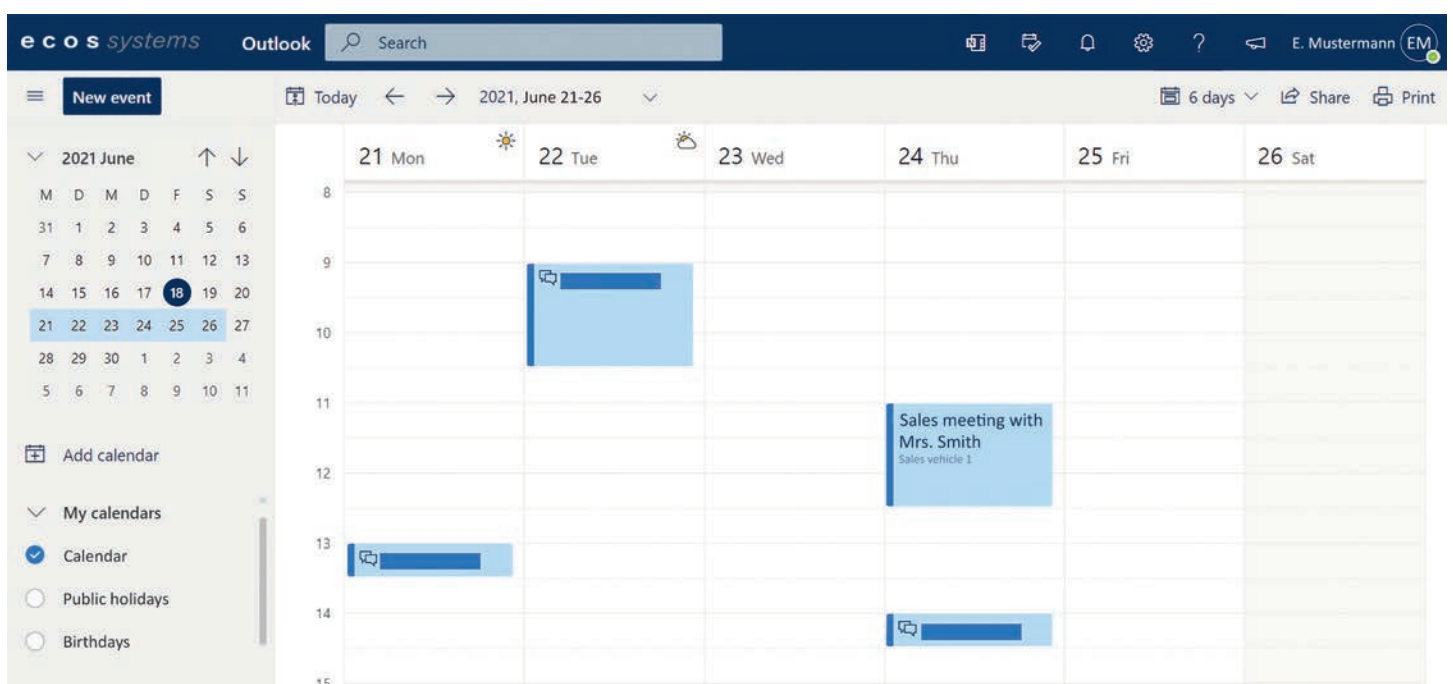 ecos systems Outlook Search ? E. Mustermann EM
New event Today 2021, June 21-26 6 days Share Print
2021 June
M D M D F S S
31 1 2 3 4 5 6
7 8 9 10 11 12 13
14 15 16 17 18 19 20
21 22 23 24 25 26 27
28 29 30 1 2 3 4
5 6 7 8 9 10 11
Add calendar
My calendars
Calendar
Public holidays
Birthdays
21 Mon 22 Tue 23 Wed 24 Thu 25 Fri 26 Sat
8
9
10
11
Sales meeting with
Mrs. Smith
Sales vehicle 1
12
13
14
15